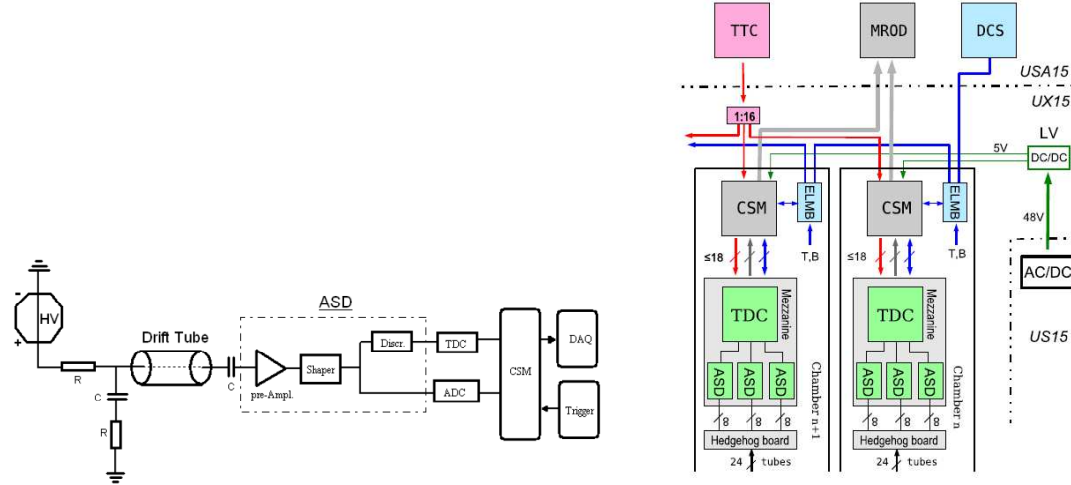 -
HV
+
R
C
R
Drift Tube
C
ASD
pre-Ampl.
Shaper
Discr.
TDC
ADC
CSM
DAQ
Trigger
TTC
MROD
DCS
USA15
UX15
1:16
LV
5V
DC/DC
CSM
ELMB
CSM
ELMB
48V
≤18
T,B
≤18
T,B
AC/DC
US15
TDC
Mezzanine
ASD
ASD
ASD
8
8
8
Hedgehog board
24 tubes
Chamber n+1
TDC
Mezzanine
ASD
ASD
ASD
8
8
8
Hedgehog board
24 tubes
Chamber n